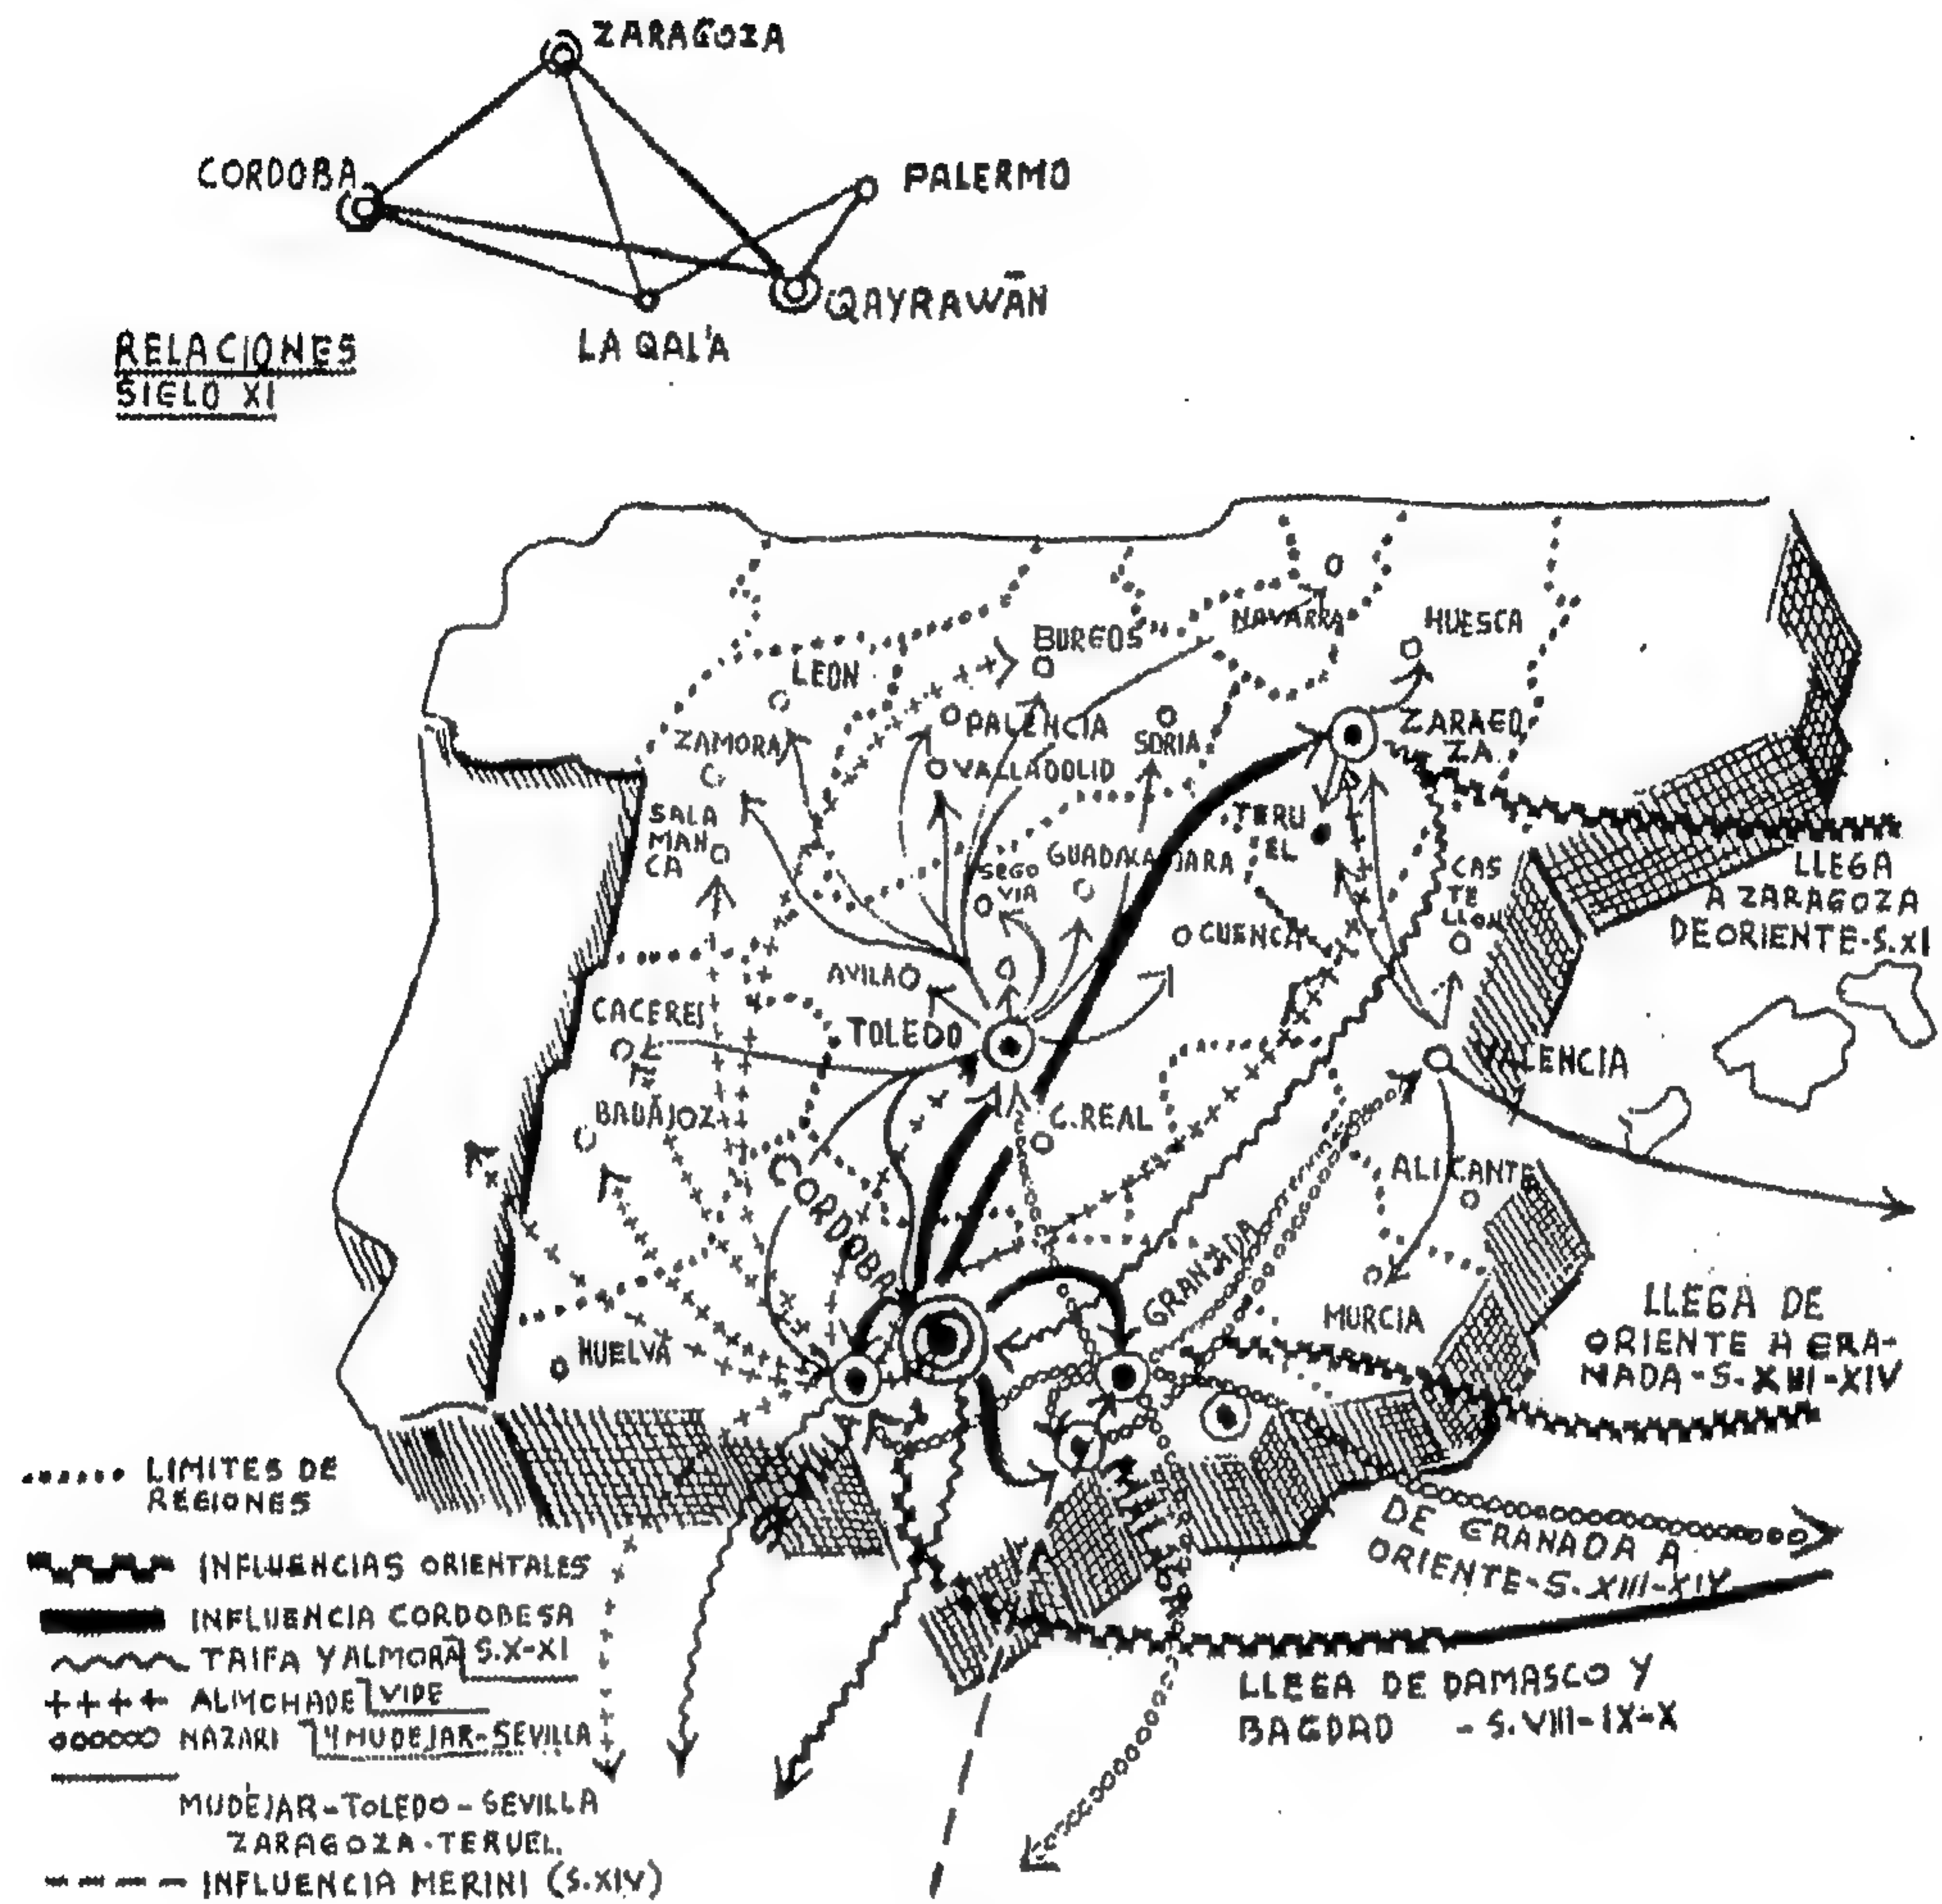 ZARAGOZA
CORDOBA
PALERMO
QAYRAWĀN
LA QAL'A
RELACIONES
SIGLO XI
NAVARRA
HUESCA
BURGOS
LEON
PALENCIA
ZARAGO
ZA.
ZAMORA
SORIA
VALLADOLID
SALA
MAN
CA
TERU
EL
SEGO
VIA
GUADALAJARA
CAS
TE
LLON
LLEGA
A ZARAGOZA
DE ORIENTE-S.XI
CUENCA
AVILA
CACERES
TOLEDO
VALENCIA
BADAJOZ
C.REAL
ALICANTE
CORDOBA
GRANADA
MURCIA
HUELVA
LLEGA DE
ORIENTE A GRA-
NADA-S.XIII-XIV
DE GRANADA A
ORIENTE-S.XIII-XIV
LLEGA DE DAMASCO Y
BAGDAD - S.VIII-IX-X
LIMITES DE
REGIONES
INFLUENCIAS ORIENTALES
INFLUENCIA CORDOBESA
TAIFA Y ALMORA S.X-XI
ALMOHADE VIDE
NAZARI Y MUDEJAR-SEVILLA
MUDÉJAR-TOLEDO-SEVILLA
ZARAGOZA-TERUEL.
INFLUENCIA MERINI (S.XIV)